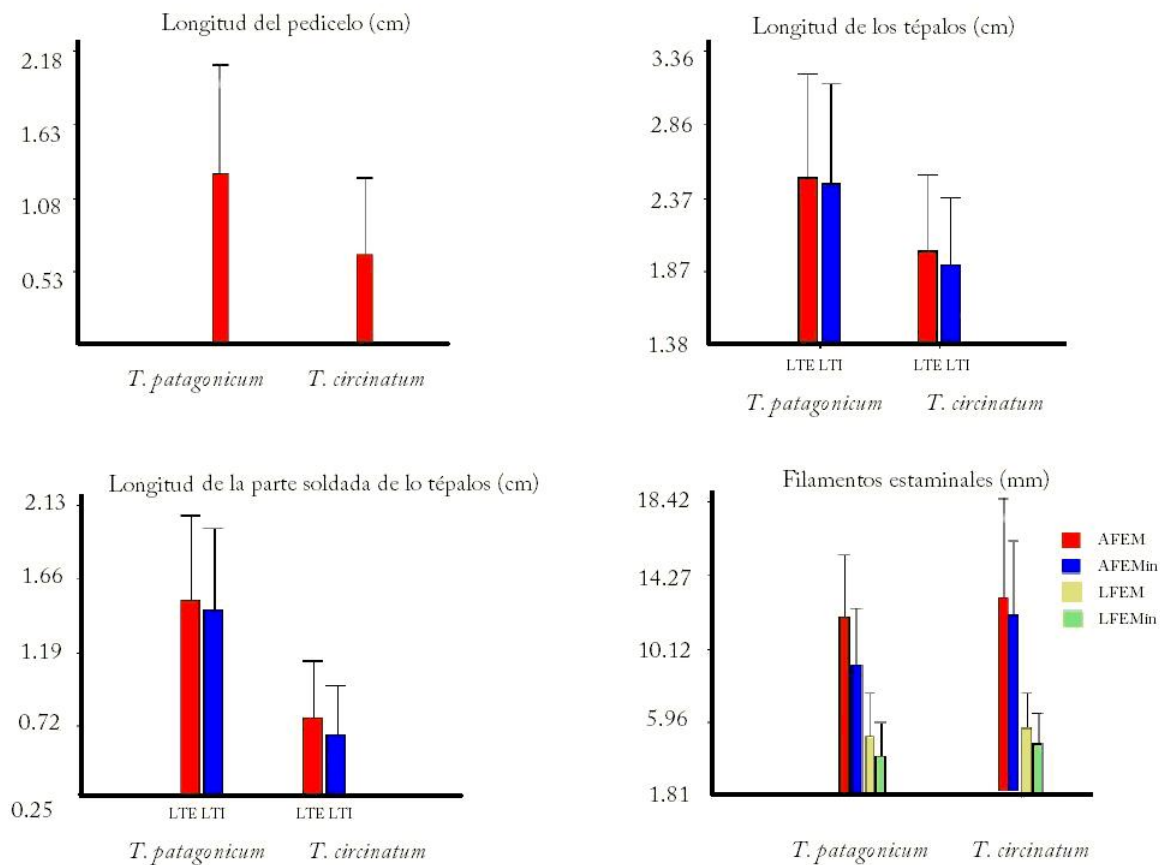 Longitud del pedicelo (cm)
2.18
1.63
1.08
0.53
T. patagonicum T. circinatum
Longitud de los tépalos (cm)
3.36
2.86
2.37
1.87
1.38
LTE LTI LTE LTI
T. patagonicum T. circinatum
Longitud de la parte soldada de lo tépalos (cm)
2.13
1.66
1.19
0.72
0.25
LTE LTI LTE LTI
T. patagonicum T. circinatum
Filamentos estaminales (mm)
18.42
14.27
10.12
5.96
1.81
AFEM
AFEMin
LFEM
LFEMin
T. patagonicum T. circinatum